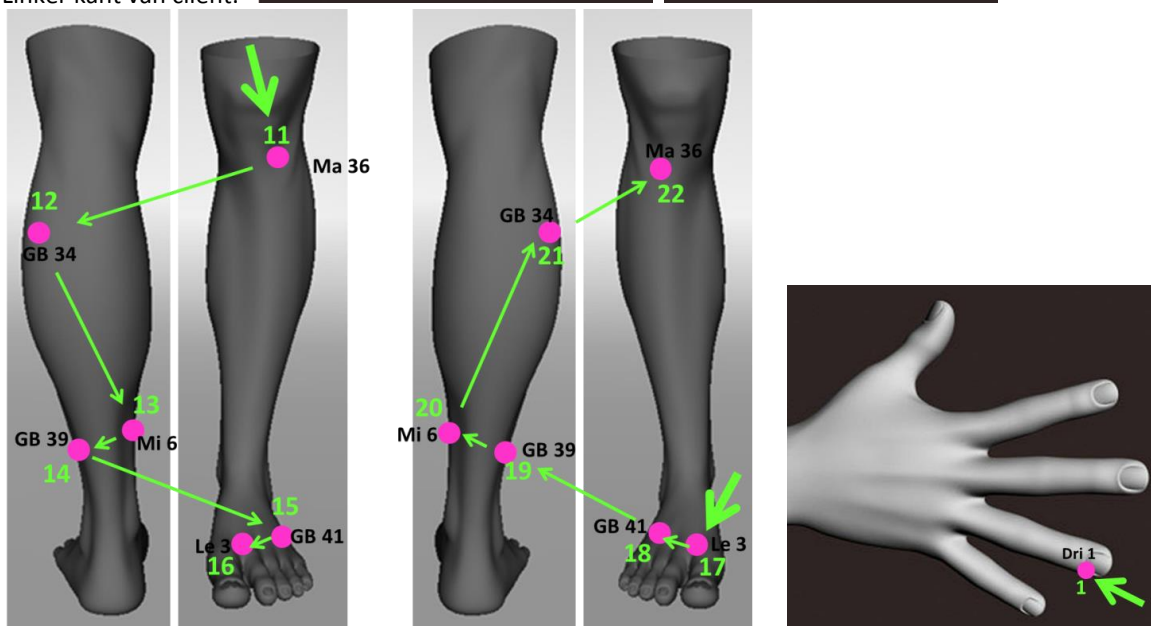 Linker kant van cliënt:
11
Ma 36
12
GB 34
13
Mi 6
GB 39
14
15
GB 41
Le 3
16
Ma 36
22
GB 34
21
20
Mi 6
GB 39
19
GB 41
18
Le 3
17
Dri 1
1